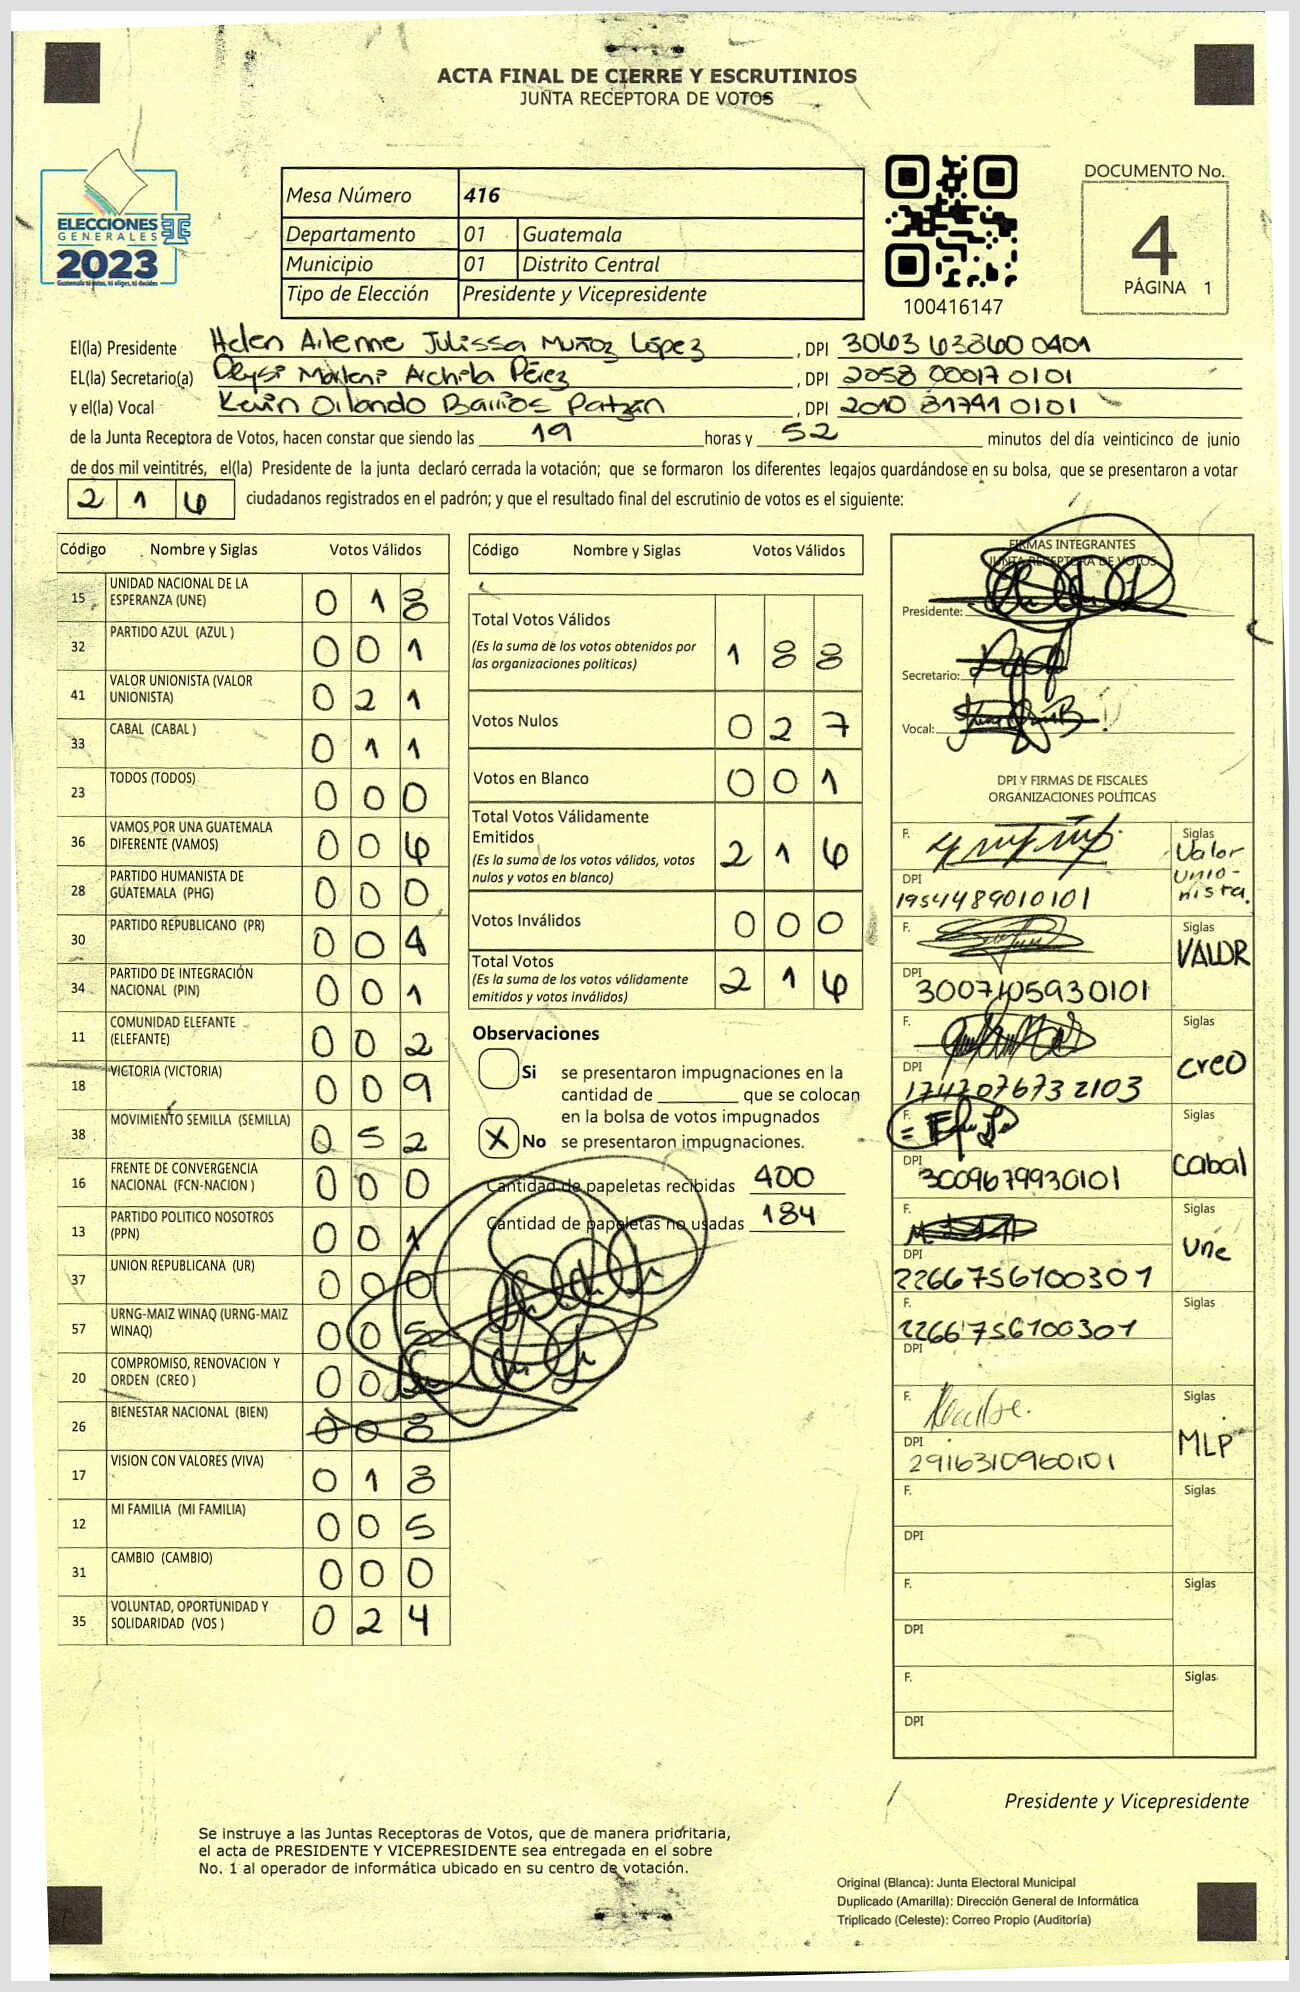 ACTA FINAL DE CIERRE Y ESCRUTINIOS
JUNTA RECEPTORA DE VOTOS
ELECCIONES
GENERALES
2023
Guatemala tú votas, tú eliges, tú decides
Mesa Número 416
Departamento 01 Guatemala
Municipio 01 Distrito Central
Tipo de Elección Presidente y Vicepresidente
100416147
DOCUMENTO No.
4
PÁGINA 1
El(la) Presidente Helen Ailenne Julissa Muñoz López, DPI 3063 63860 0401
EL(la) Secretario(a) Deysi Marleni Archila Pérez, DPI 2058 00017 0101
y el(la) Vocal Kevin Orlando Barrios Patzán, DPI 2010 81791 0101
de la Junta Receptora de Votos, hacen constar que siendo las 19 horas y 52 minutos del día veinticinco de junio
de dos mil veintitrés, el(la) Presidente de la junta declaró cerrada la votación; que se formaron los diferentes legajos guardándose en su bolsa, que se presentaron a votar
2 1 6 ciudadanos registrados en el padrón; y que el resultado final del escrutinio de votos es el siguiente:
Código Nombre y Siglas Votos Válidos
15 UNIDAD NACIONAL DE LA ESPERANZA (UNE) 0 1 8
32 PARTIDO AZUL (AZUL ) 0 0 1
41 VALOR UNIONISTA (VALOR UNIONISTA) 0 2 1
33 CABAL (CABAL ) 0 1 1
23 TODOS (TODOS) 0 0 0
36 VAMOS POR UNA GUATEMALA DIFERENTE (VAMOS) 0 0 6
28 PARTIDO HUMANISTA DE GUATEMALA (PHG) 0 0 0
30 PARTIDO REPUBLICANO (PR) 0 0 4
34 PARTIDO DE INTEGRACIÓN NACIONAL (PIN) 0 0 1
11 COMUNIDAD ELEFANTE (ELEFANTE) 0 0 2
18 VICTORIA (VICTORIA) 0 0 9
38 MOVIMIENTO SEMILLA (SEMILLA) 0 5 2
16 FRENTE DE CONVERGENCIA NACIONAL (FCN-NACION ) 0 0 0
13 PARTIDO POLITICO NOSOTROS (PPN) 0 0 1
37 UNION REPUBLICANA (UR) 0 0 0
57 URNG-MAIZ WINAQ (URNG-MAIZ WINAQ) 0 0 5
20 COMPROMISO, RENOVACION Y ORDEN (CREO ) 0 0
26 BIENESTAR NACIONAL (BIEN) 0 0 8
17 VISION CON VALORES (VIVA) 0 1 8
12 MI FAMILIA (MI FAMILIA) 0 0 5
31 CAMBIO (CAMBIO) 0 0 0
35 VOLUNTAD, OPORTUNIDAD Y SOLIDARIDAD (VOS ) 0 2 4
Código Nombre y Siglas Votos Válidos
Total Votos Válidos 1 8 8
(Es la suma de los votos obtenidos por
las organizaciones políticas)
Votos Nulos 0 2 7
Votos en Blanco 0 0 1
Total Votos Válidamente
Emitidos 2 1 6
(Es la suma de los votos válidos, votos
nulos y votos en blanco)
Votos Inválidos 0 0 0
Total Votos 2 1 6
(Es la suma de los votos válidamente
emitidos y votos inválidos)
Observaciones
Si se presentaron impugnaciones en la
cantidad de ________ que se colocan
en la bolsa de votos impugnados
X No se presentaron impugnaciones.
Cantidad de papeletas recibidas 400
Cantidad de papeletas no usadas 184
FIRMAS INTEGRANTES
JUNTA RECEPTORA DE VOTOS
Presidente:
Secretario:
Vocal:
DPI Y FIRMAS DE FISCALES
ORGANIZACIONES POLÍTICAS
F. Siglas Valor Unio-nista.
DPI 1954489010101
F. Siglas VALOR
DPI 3007105930101
F. Siglas creo
DPI 1747076732103
F. Siglas Cabal
DPI 3009679930101
F. Siglas Une
DPI 2266756100301
F. 2266756100301 Siglas
DPI
F. Siglas MLP
DPI 2916310960101
F. Siglas
DPI
F. Siglas
DPI
F. Siglas
DPI
Presidente y Vicepresidente
Se instruye a las Juntas Receptoras de Votos, que de manera prioritaria,
el acta de PRESIDENTE Y VICEPRESIDENTE sea entregada en el sobre
No. 1 al operador de informática ubicado en su centro de votación.
Original (Blanca): Junta Electoral Municipal
Duplicado (Amarilla): Dirección General de Informática
Triplicado (Celeste): Correo Propio (Auditoría)